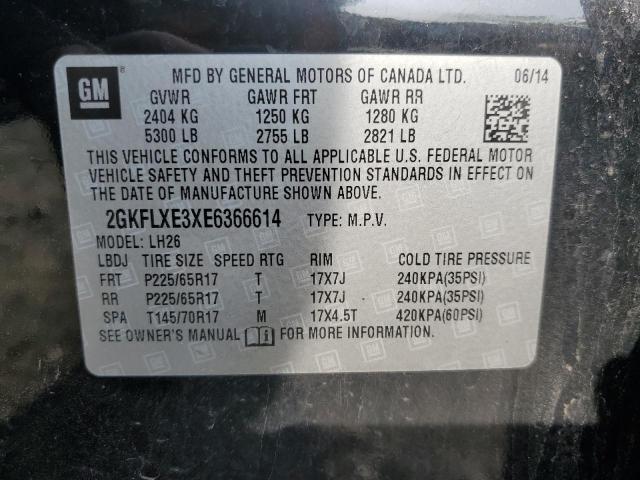 GM ® MFD BY GENERAL MOTORS OF CANADA LTD. 06/14
GVWR GAWR FRT GAWR RR
2404 KG 1250 KG 1280 KG
5300 LB 2755 LB 2821 LB
THIS VEHICLE CONFORMS TO ALL APPLICABLE U.S. FEDERAL MOTOR
VEHICLE SAFETY AND THEFT PREVENTION STANDARDS IN EFFECT ON
THE DATE OF MANUFACTURE SHOWN ABOVE.
2GKFLXE3XE6366614 TYPE: M.P.V.
MODEL: LH26
LBDJ TIRE SIZE SPEED RTG RIM COLD TIRE PRESSURE
FRT P225/65R17 T 17X7J 240KPA(35PSI)
RR P225/65R17 T 17X7J 240KPA(35PSI)
SPA T145/70R17 M 17X4.5T 420KPA(60PSI)
SEE OWNER'S MANUAL FOR MORE INFORMATION.